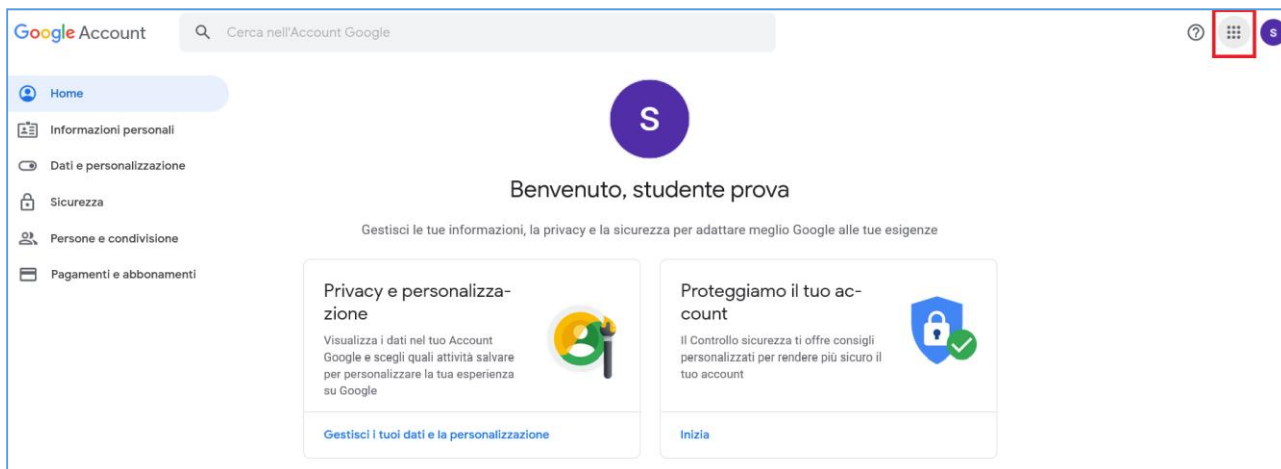 Google Account
Cerca nell'Account Google
S
Home
Informazioni personali
Dati e personalizzazione
Sicurezza
Persone e condivisione
Pagamenti e abbonamenti
S
Benvenuto, studente prova
Gestisci le tue informazioni, la privacy e la sicurezza per adattare meglio Google alle tue esigenze
Privacy e personalizza-
zione
Visualizza i dati nel tuo Account
Google e scegli quali attività salvare
per personalizzare la tua esperienza
su Google
Gestisci i tuoi dati e la personalizzazione
Proteggiamo il tuo ac-
count
Il Controllo sicurezza ti offre consigli
personalizzati per rendere più sicuro il
tuo account
Inizia